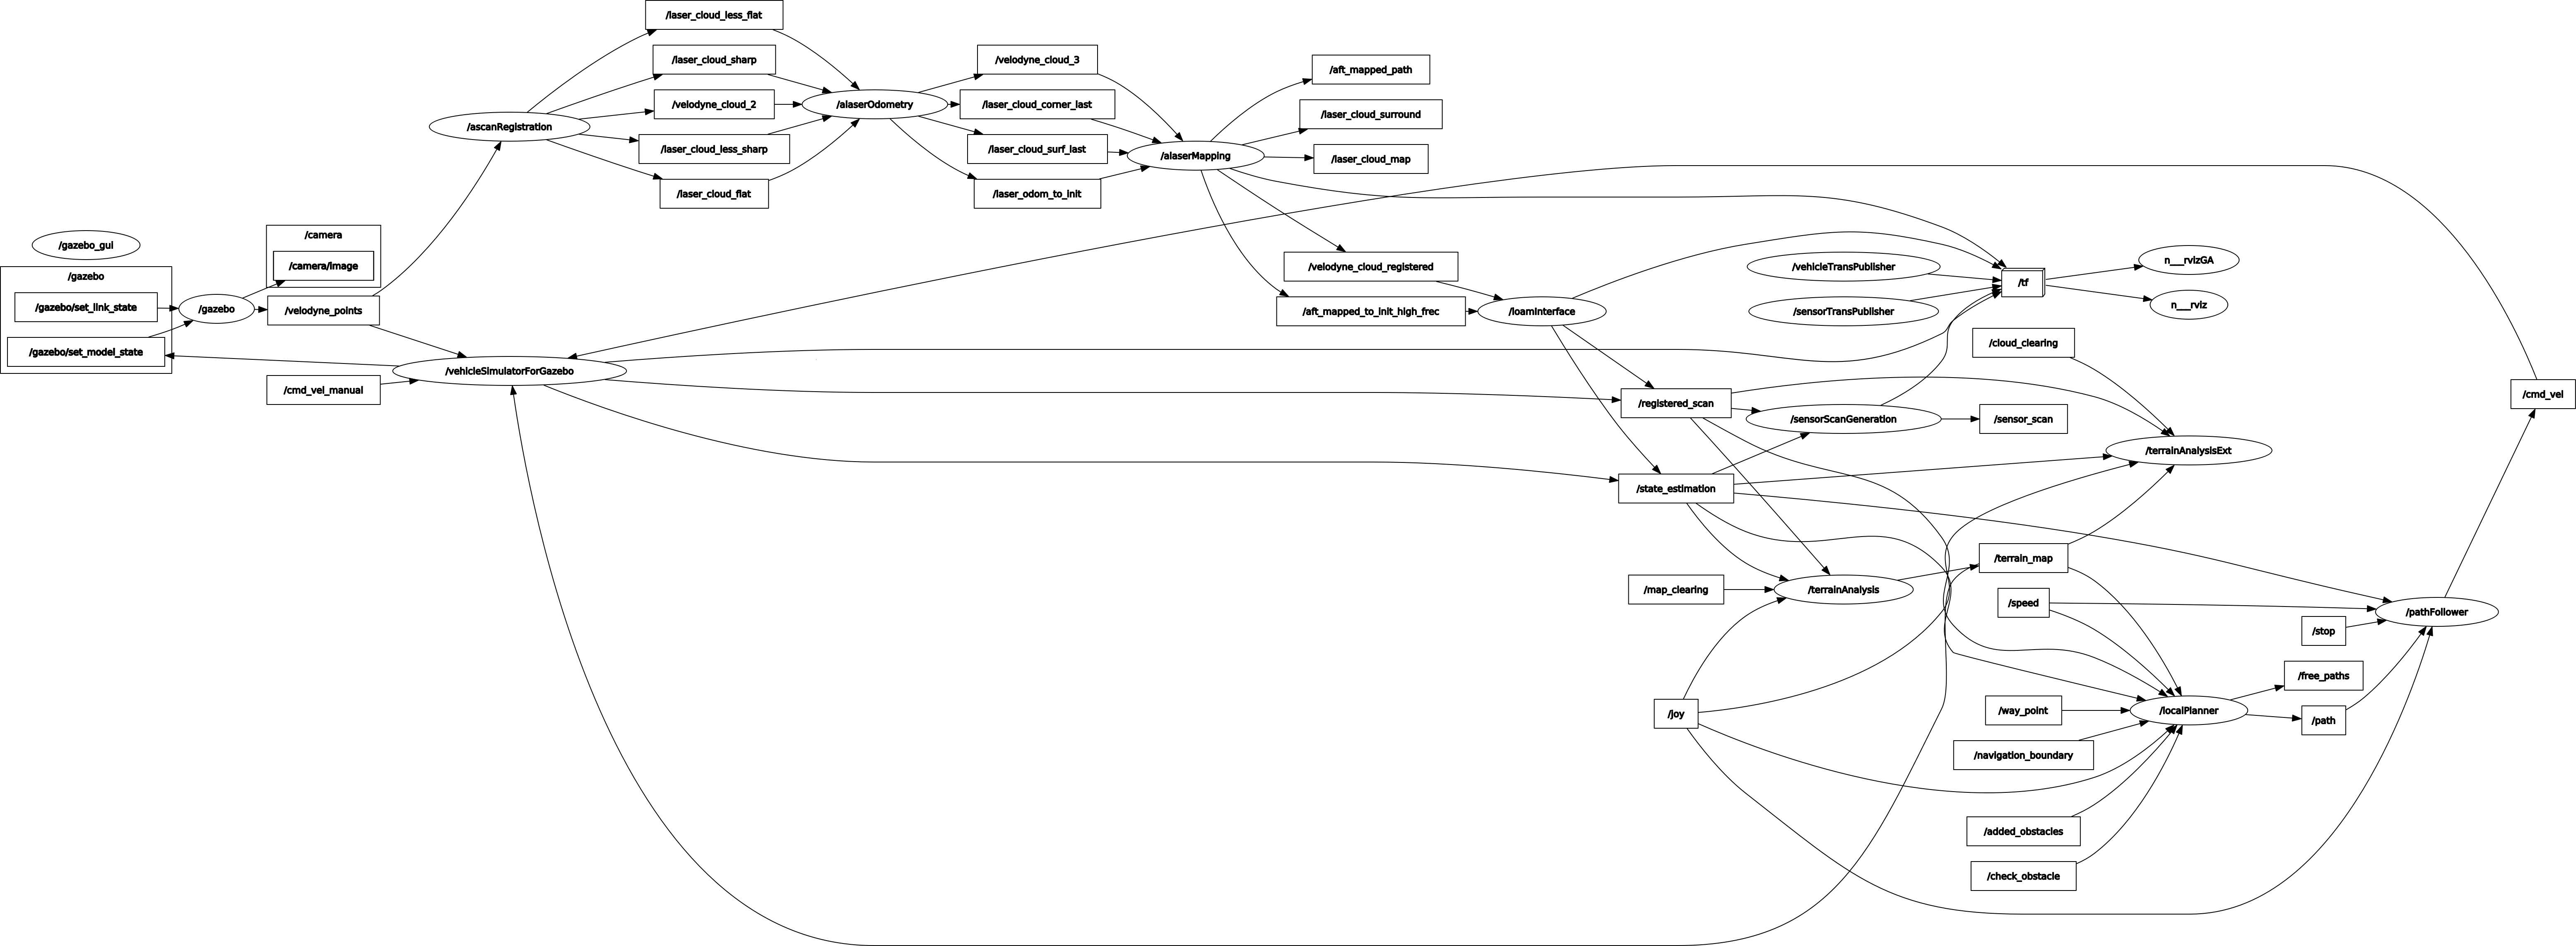 /laser_cloud_less_flat
/laser_cloud_sharp
/velodyne_cloud_2
/laser_cloud_less_sharp
/laser_cloud_flat
/ascanRegistration
/alaserOdometry
/velodyne_cloud_3
/laser_cloud_corner_last
/laser_cloud_surf_last
/laser_odom_to_init
/alaserMapping
/aft_mapped_path
/laser_cloud_surround
/laser_cloud_map
/gazebo_gui
/gazebo
/gazebo/set_link_state
/gazebo/set_model_state
/gazebo
/camera
/camera/image
/velodyne_points
/cmd_vel_manual
/vehicleSimulatorForGazebo
/velodyne_cloud_registered
/aft_mapped_to_init_high_frec
/loamInterface
/vehicleTransPublisher
/sensorTransPublisher
/tf
n___rvizGA
n___rviz
/cloud_clearing
/registered_scan
/sensorScanGeneration
/sensor_scan
/terrainAnalysisExt
/cmd_vel
/state_estimation
/map_clearing
/terrainAnalysis
/terrain_map
/speed
/stop
/pathFollower
/joy
/way_point
/navigation_boundary
/localPlanner
/free_paths
/path
/added_obstacles
/check_obstacle